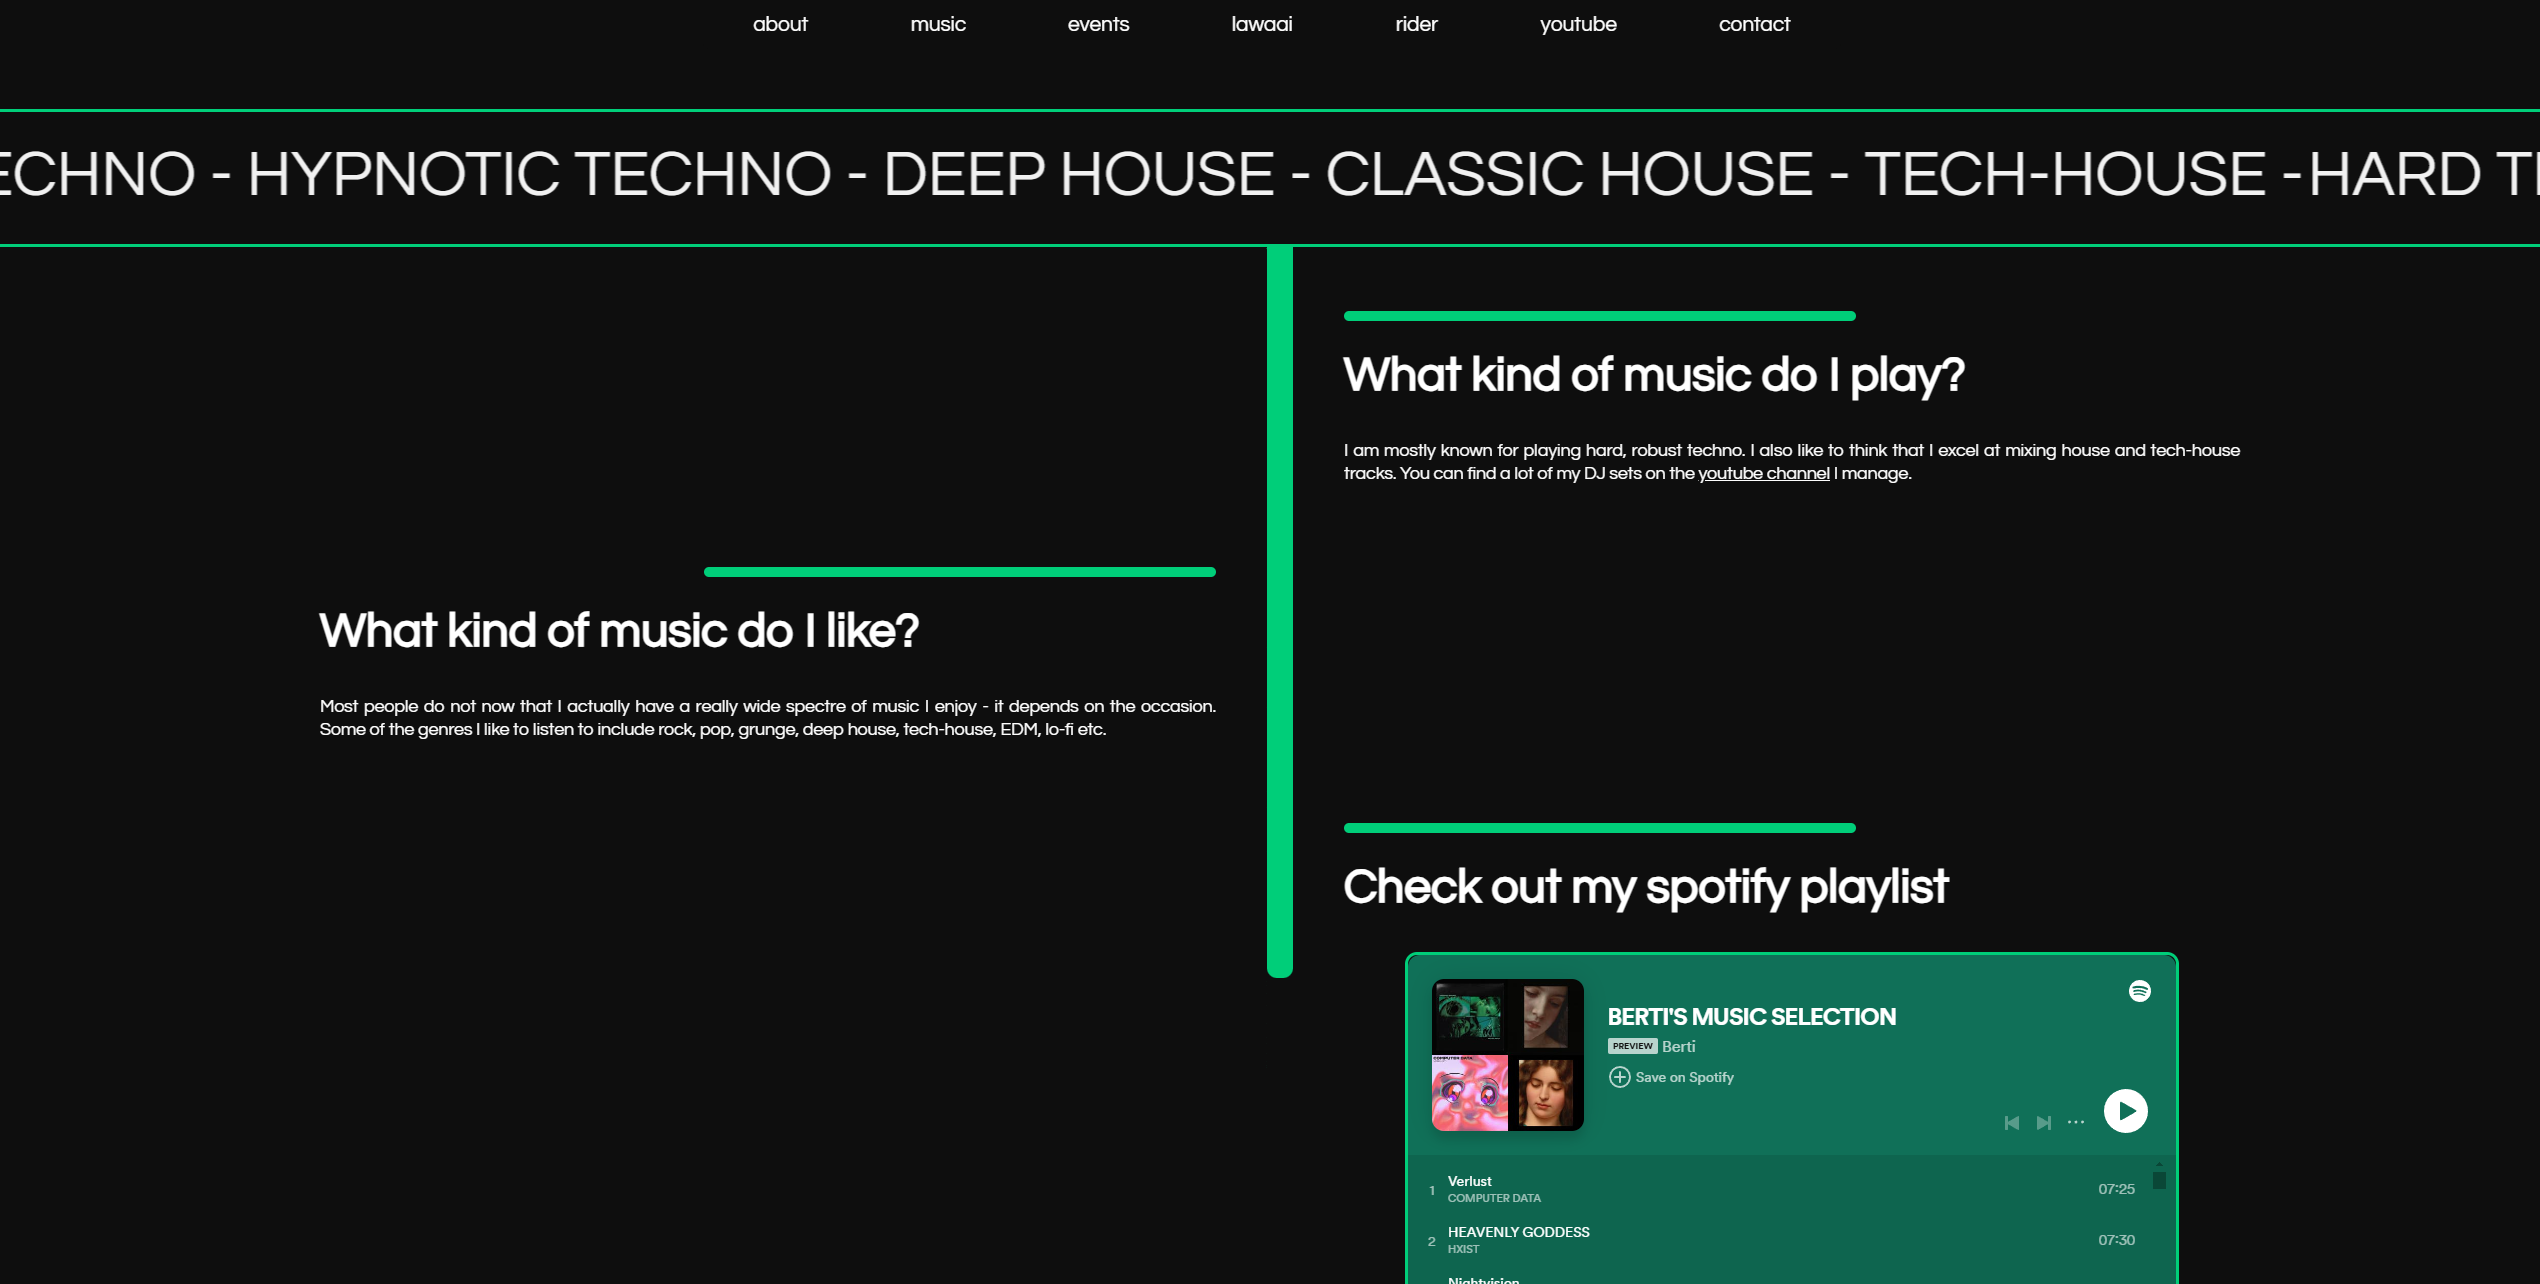 about music events lawaai rider youtube contact
ECHNO - HYPNOTIC TECHNO - DEEP HOUSE - CLASSIC HOUSE - TECH-HOUSE -HARD TE
What kind of music do I play?
I am mostly known for playing hard, robust techno. I also like to think that I excel at mixing house and tech-house
tracks. You can find a lot of my DJ sets on the youtube channel I manage.
What kind of music do I like?
Most people do not now that I actually have a really wide spectre of music I enjoy - it depends on the occasion.
Some of the genres I like to listen to include rock, pop, grunge, deep house, tech-house, EDM, lo-fi etc.
Check out my spotify playlist
BERTI'S MUSIC SELECTION
PREVIEW Berti
Save on Spotify
COMPUTER DATA
1 Verlust 07:25
COMPUTER DATA
2 HEAVENLY GODDESS 07:30
HXIST
Nightvision